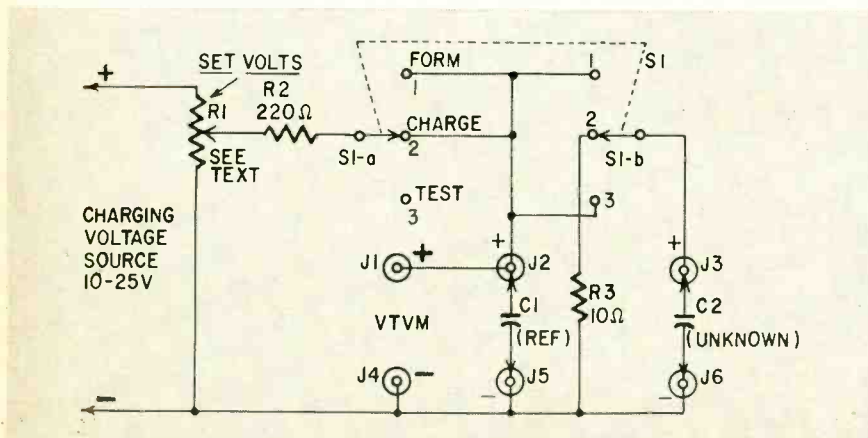 +
SET VOLTS
R1
R2
220Ω
SEE
TEXT
CHARGING
VOLTAGE
SOURCE
10-25V
-
FORM
1
CHARGE
2
S1-a
TEST
3
1
S1
2
S1-b
3
J1
+
+
J2
+
J3
VTVM
C1
(REF)
R3
10Ω
C2
(UNKNOWN)
J4
-
-
J5
-
J6